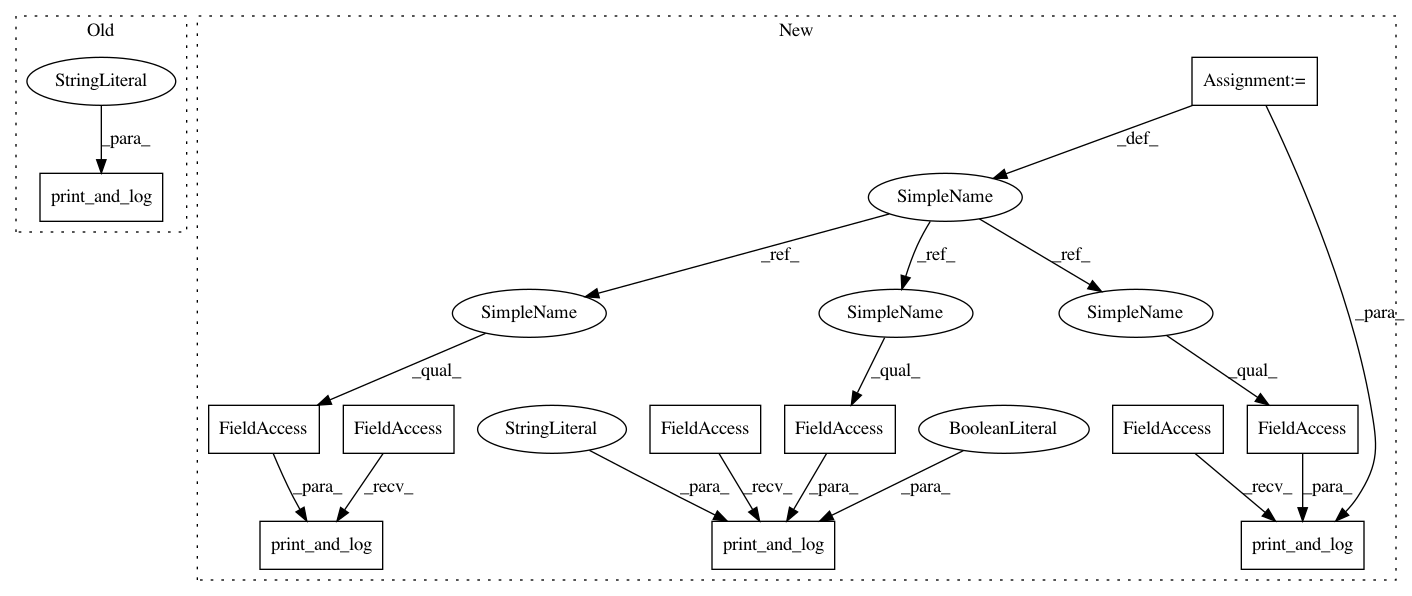 Old
New
StringLiteral
Assignment:=
_para_
_def_
print_and_log
SimpleName
_ref_
_ref_
_ref_
SimpleName
SimpleName
SimpleName
_para_
_qual_
_qual_
_qual_
FieldAccess
FieldAccess
StringLiteral
FieldAccess
FieldAccess
BooleanLiteral
FieldAccess
FieldAccess
_para_
_recv_
_para_
_recv_
_para_
_para_
_recv_
_para_
print_and_log
print_and_log
print_and_log